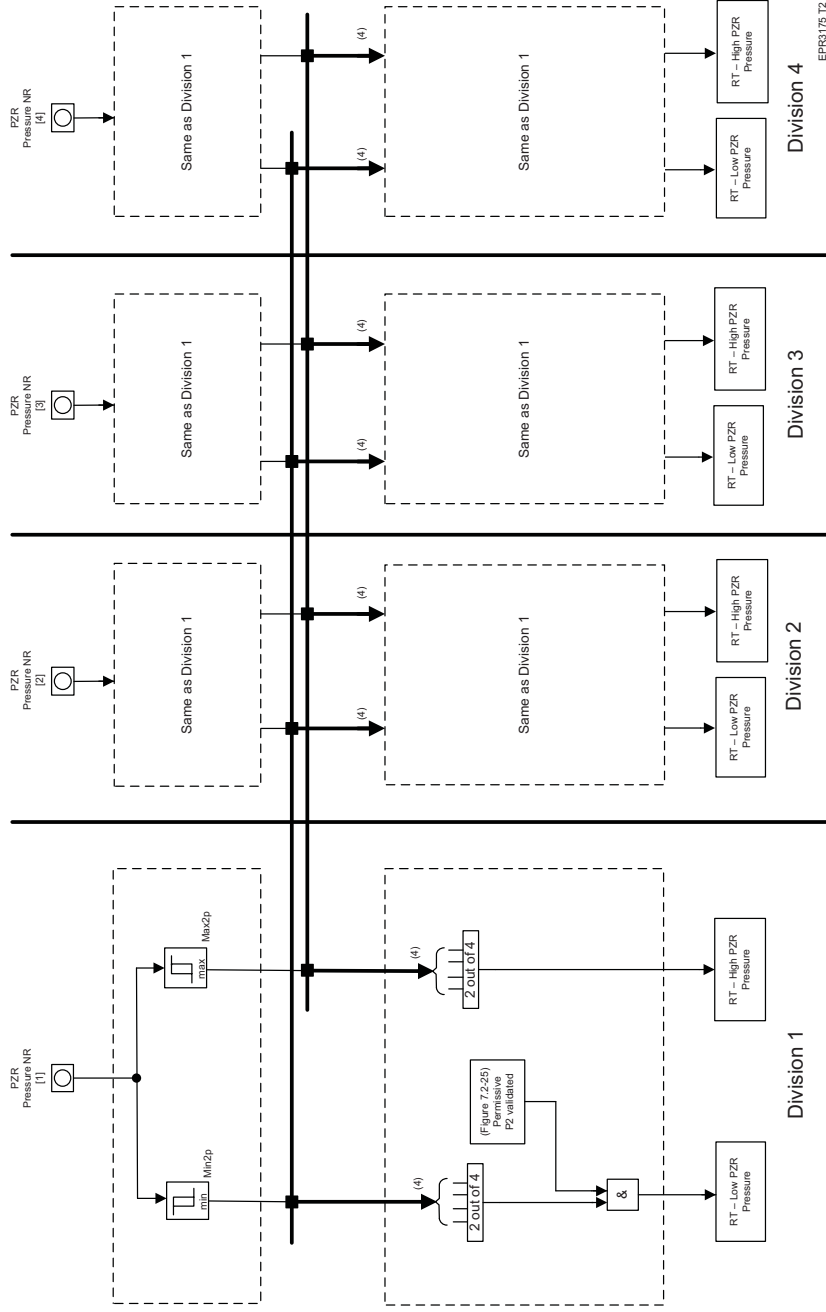 PZR
Pressure NR
[1]
min
Min2p
max
Max2p
(4)
2 out of 4
(Figure 7.2-25)
Permissive
P2 validated
&
(4)
2 out of 4
RT – Low PZR
Pressure
RT – High PZR
Pressure
Division 1
PZR
Pressure NR
[2]
Same as Division 1
(4)
(4)
Same as Division 1
RT – Low PZR
Pressure
RT – High PZR
Pressure
Division 2
PZR
Pressure NR
[3]
Same as Division 1
(4)
(4)
Same as Division 1
RT – Low PZR
Pressure
RT – High PZR
Pressure
Division 3
PZR
Pressure NR
[4]
Same as Division 1
(4)
(4)
Same as Division 1
RT – Low PZR
Pressure
RT – High PZR
Pressure
Division 4
EPR3175 T2